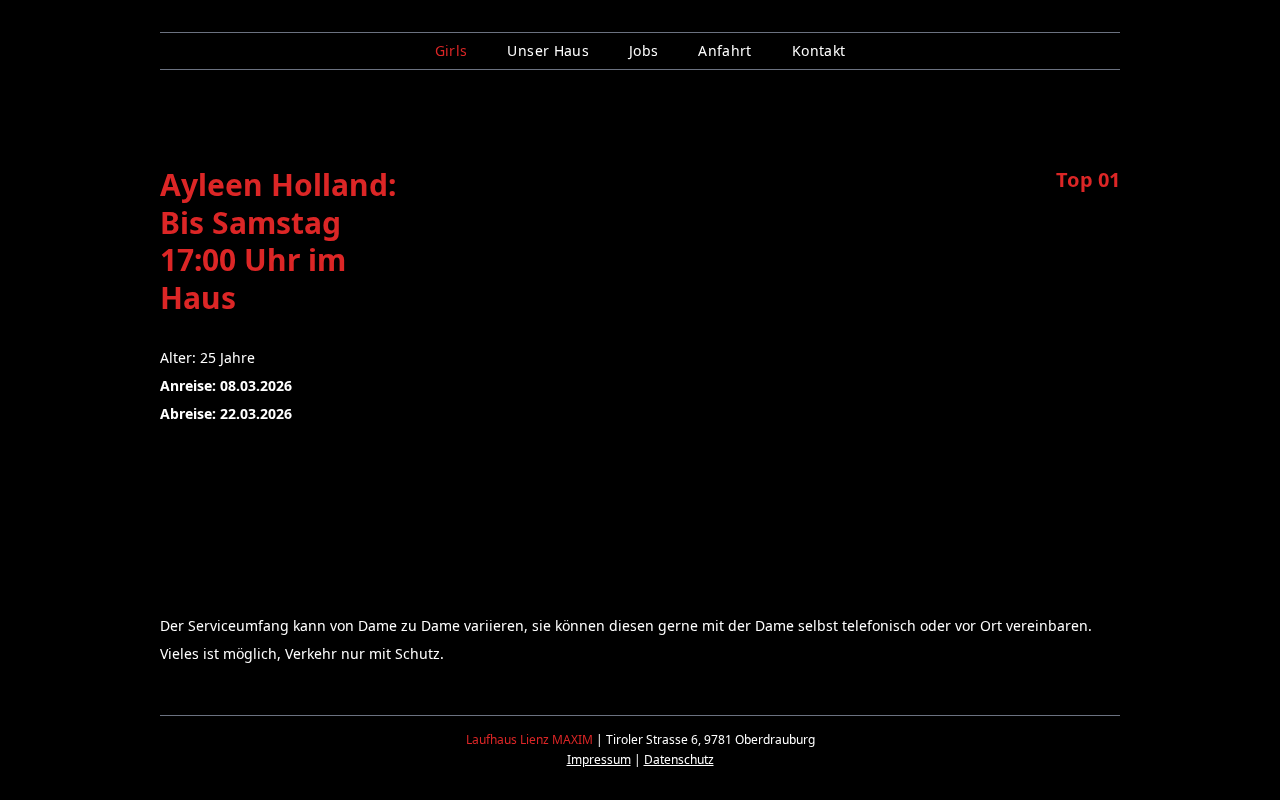 Girls Unser Haus Jobs Anfahrt Kontakt
Ayleen Holland:
Bis Samstag
17:00 Uhr im
Haus
Top 01
Alter: 25 Jahre
Anreise: 08.03.2026
Abreise: 22.03.2026
Der Serviceumfang kann von Dame zu Dame variieren, sie können diesen gerne mit der Dame selbst telefonisch oder vor Ort vereinbaren.
Vieles ist möglich, Verkehr nur mit Schutz.
Laufhaus Lienz MAXIM | Tiroler Strasse 6, 9781 Oberdrauburg
Impressum | Datenschutz